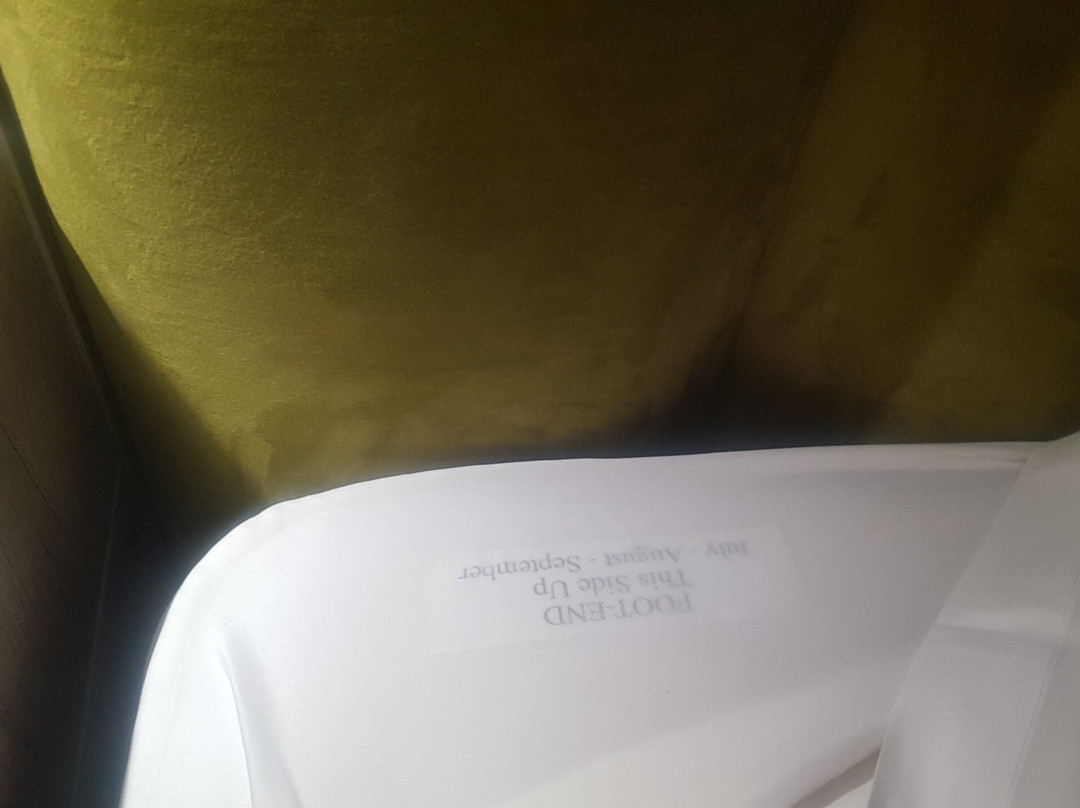 FOOT-END
This Side Up
July - August - September